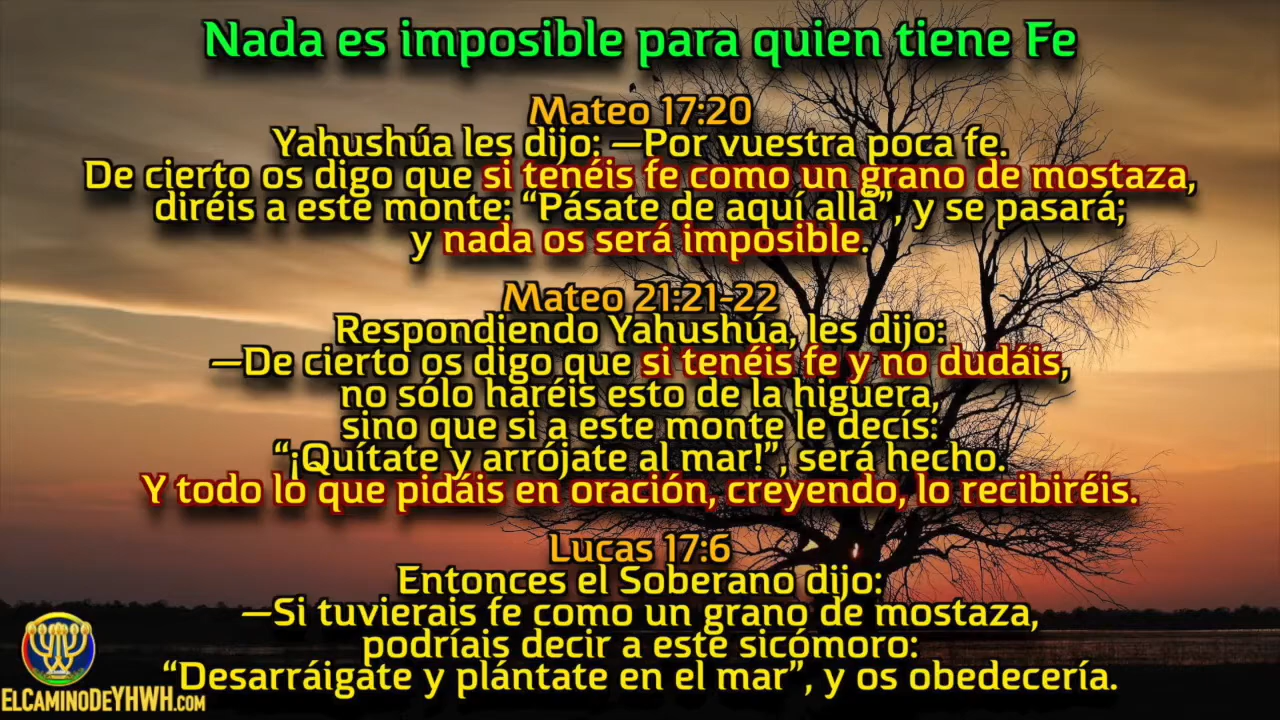 Nada es imposible para quien tiene Fe
Mateo 17:20
Yahushúa les dijo: —Por vuestra poca fe.
De cierto os digo que si tenéis fe como un grano de mostaza,
diréis a este monte: “Pásate de aquí allá”, y se pasará;
y nada os será imposible.
Mateo 21:21-22
Respondiendo Yahushúa, les dijo:
—De cierto os digo que si tenéis fe y no dudáis,
no sólo haréis esto de la higuera,
sino que si a este monte le decís:
“¡Quítate y arrójate al mar!”, será hecho.
Y todo lo que pidáis en oración, creyendo, lo recibiréis.
Lucas 17:6
Entonces el Soberano dijo:
—Si tuvierais fe como un grano de mostaza,
podríais decir a este sicómoro:
“Desarráigate y plántate en el mar”, y os obedecería.
ELCAMINODEYHWH.com